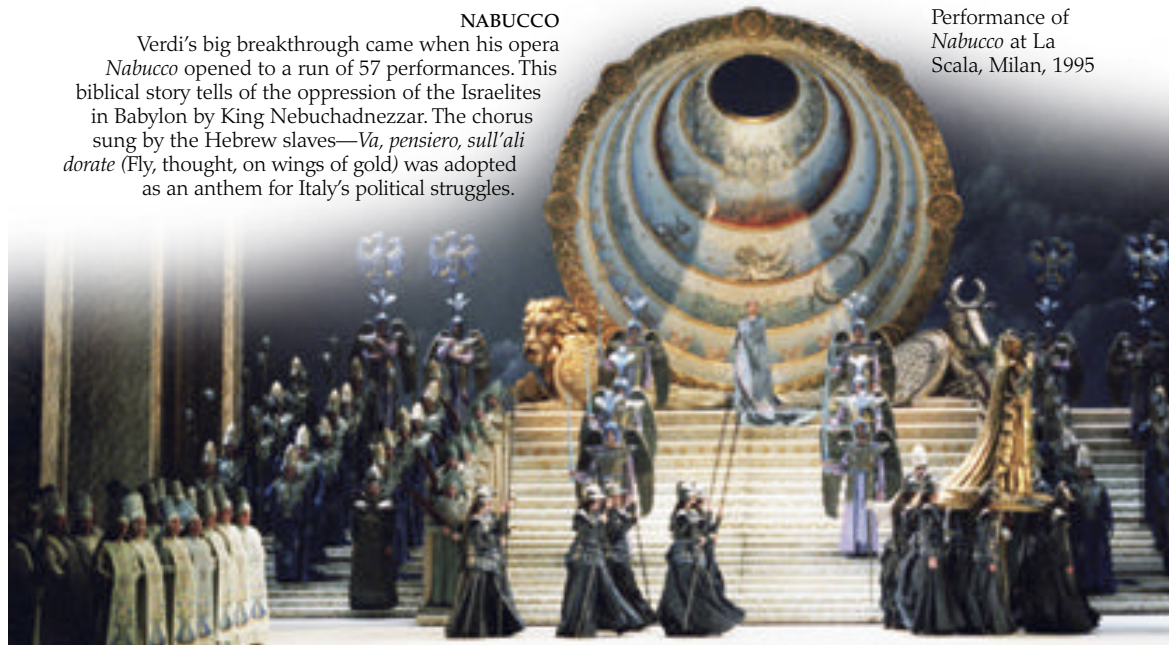 NABUCCO
Verdi’s big breakthrough came when his opera
Nabucco opened to a run of 57 performances. This
biblical story tells of the oppression of the Israelites
in Babylon by King Nebuchadnezzar. The chorus
sung by the Hebrew slaves—Va, pensiero, sull’ali
dorate (Fly, thought, on wings of gold) was adopted
as an anthem for Italy’s political struggles.
Performance of
Nabucco at La
Scala, Milan, 1995